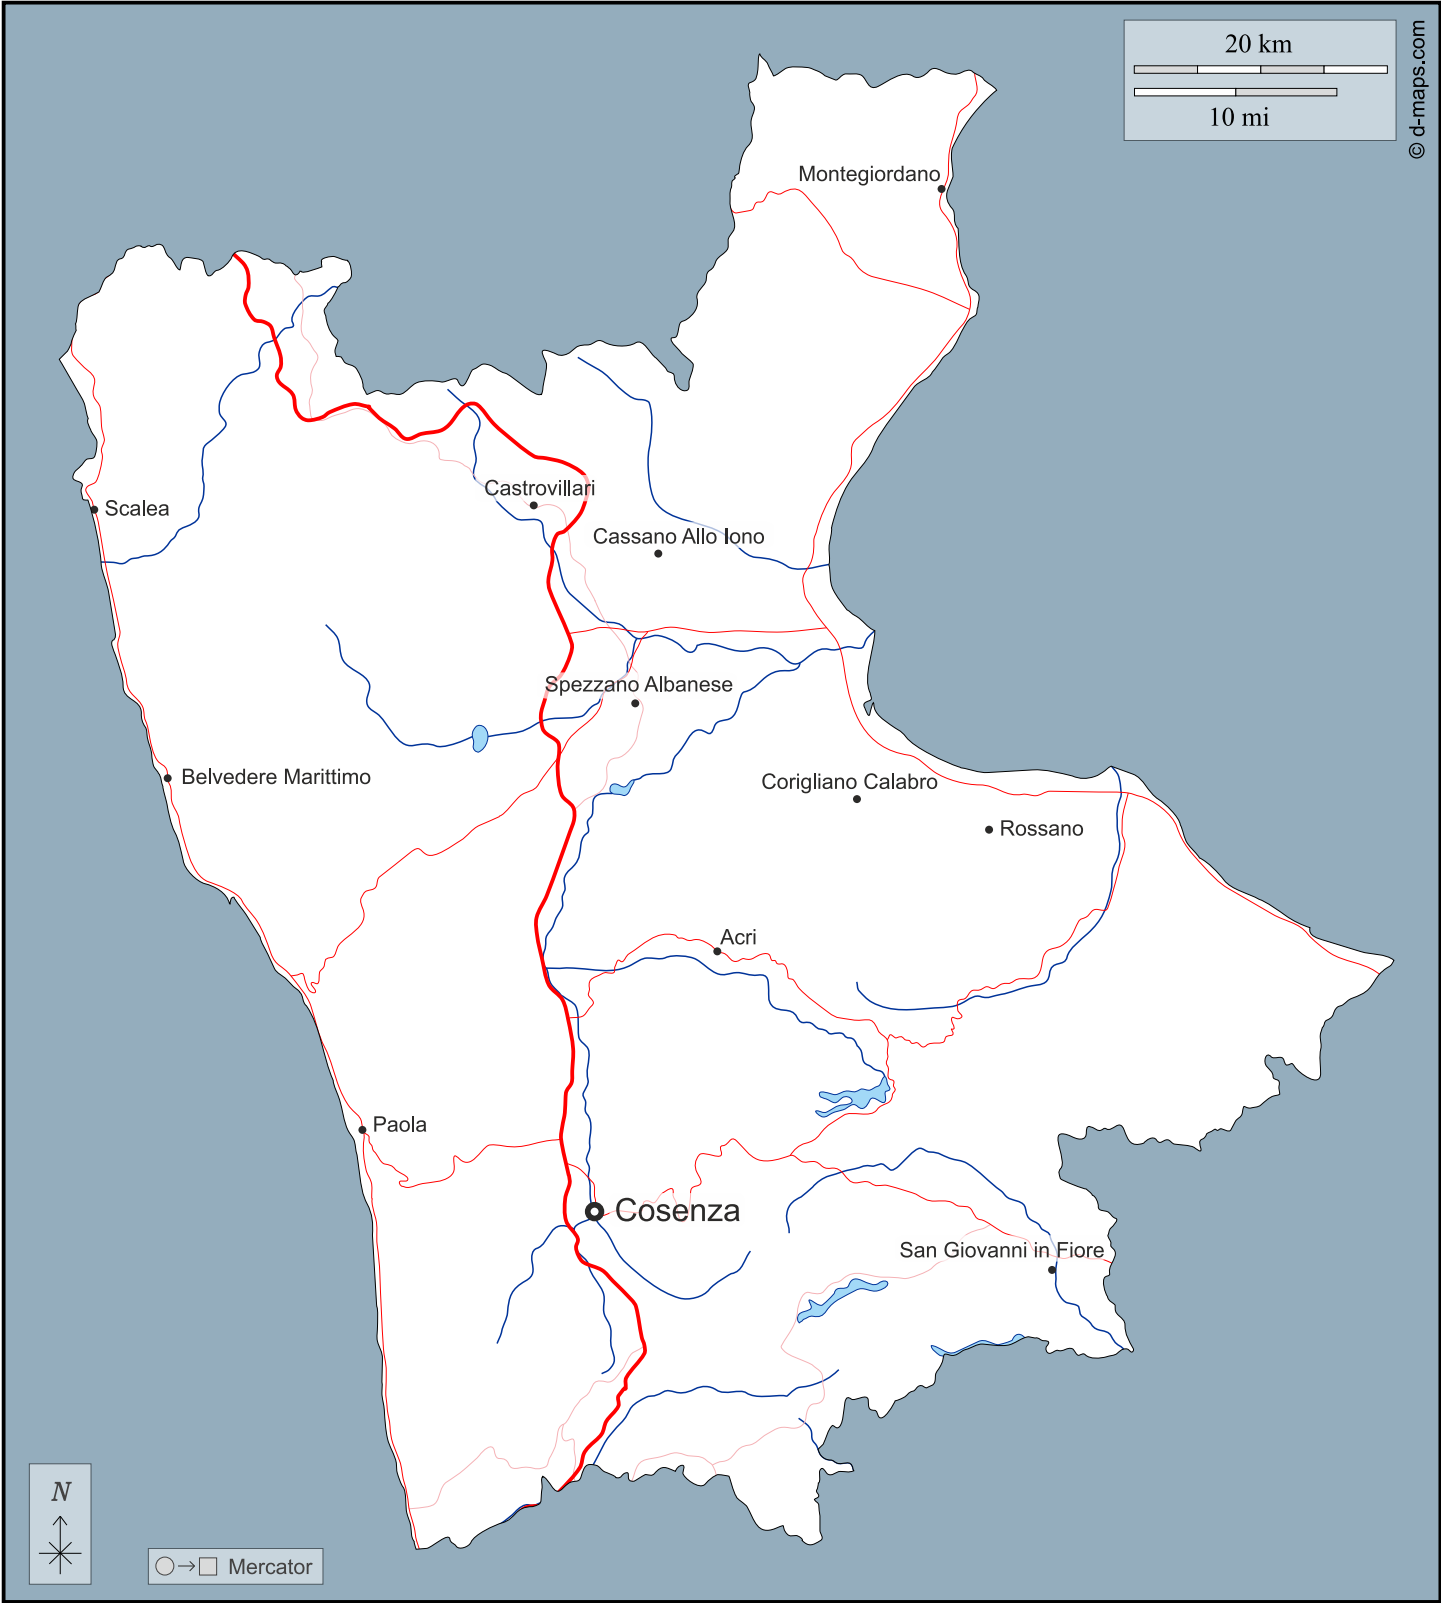 20 km
10 mi
© d-maps.com
Montegiordano
Castrovillari
Scalea
Cassano Allo Iono
Spezzano Albanese
Belvedere Marittimo
Corigliano Calabro
Rossano
Acri
Paola
Cosenza
San Giovanni in Fiore
N
Mercator